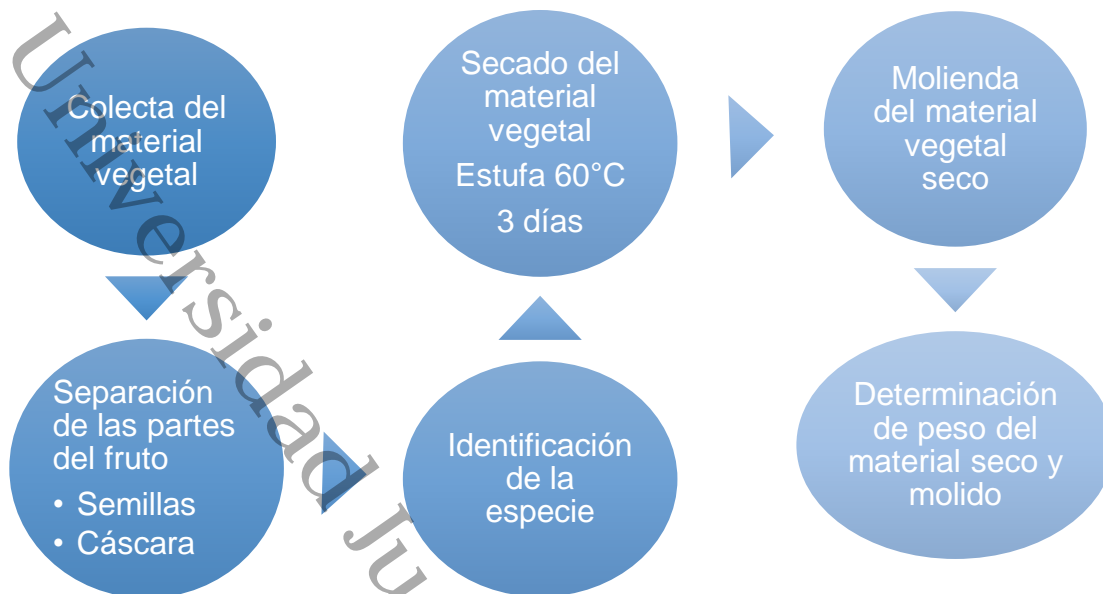 Colecta del
material
vegetal
Separación
de las partes
del fruto
• Semillas
• Cáscara
Identificación
de la
especie
Secado del
material
vegetal
Estufa 60°C
3 días
Molienda
del material
vegetal
seco
Determinación
de peso del
material seco y
molido
Universidad Ju